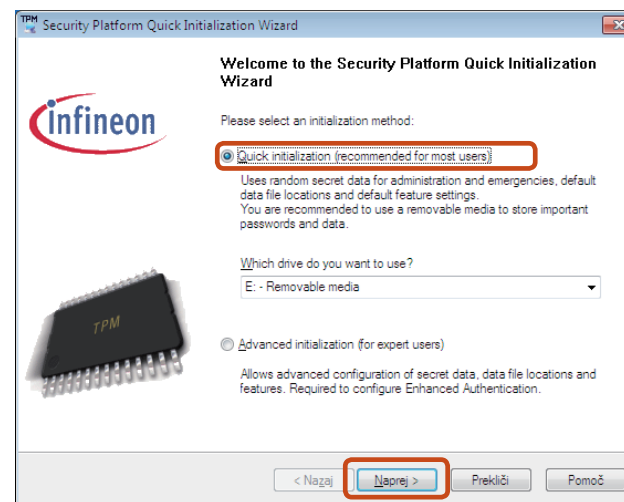 TPM Security Platform Quick Initialization Wizard
Welcome to the Security Platform Quick Initialization
Wizard
infineon
Please select an initialization method:
Quick initialization (recommended for most users)
Uses random secret data for administration and emergencies, default
data file locations and default feature settings.
You are recommended to use a removable media to store important
passwords and data.
Which drive do you want to use?
E: - Removable media
TPM
Advanced initialization (for expert users)
Allows advanced configuration of secret data, data file locations and
features. Required to configure Enhanced Authentication.
< Nazaj Naprej > Prekliči Pomoč